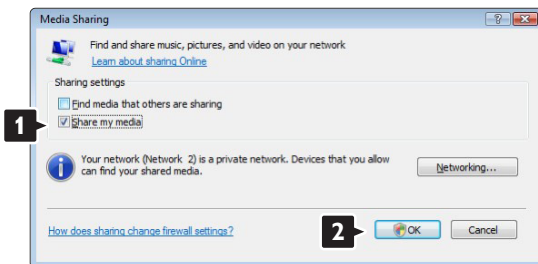 Media Sharing
Find and share music, pictures, and video on your network
Learn about sharing Online
Sharing settings
Find media that others are sharing
1
Share my media
Your network (Network 2) is a private network. Devices that you allow
can find your shared media.
Networking...
How does sharing change firewall settings?
2
OK
Cancel